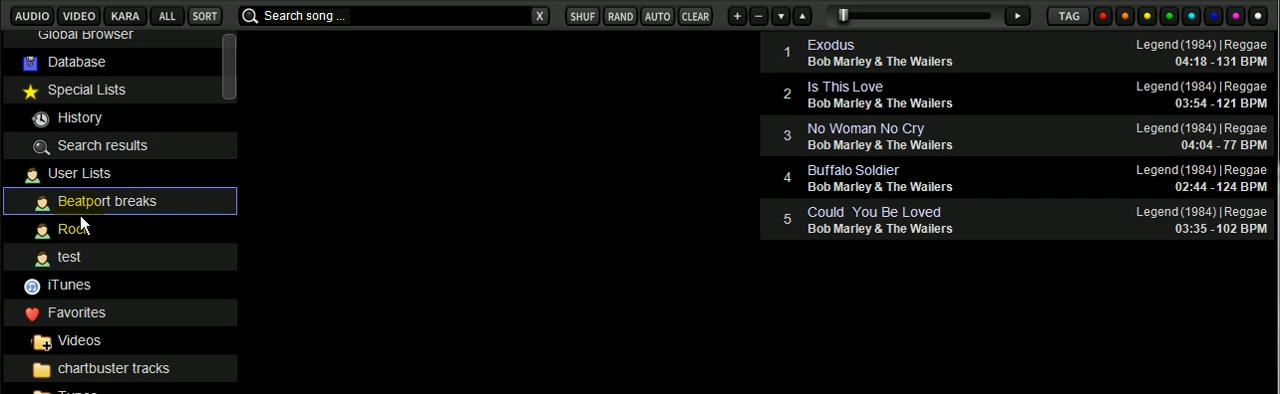 AUDIO VIDEO KARA ALL SORT Search song ... X SHUF RAND AUTO CLEAR + − TAG
Global Browser
Database
Special Lists
History
Search results
User Lists
Beatport breaks
test
iTunes
Favorites
Videos
chartbuster tracks
1 Exodus Legend (1984) | Reggae
Bob Marley & The Wailers 04:18 - 131 BPM
2 Is This Love Legend (1984) | Reggae
Bob Marley & The Wailers 03:54 - 121 BPM
3 No Woman No Cry Legend (1984) | Reggae
Bob Marley & The Wailers 04:04 - 77 BPM
4 Buffalo Soldier Legend (1984) | Reggae
Bob Marley & The Wailers 02:44 - 124 BPM
5 Could You Be Loved Legend (1984) | Reggae
Bob Marley & The Wailers 03:35 - 102 BPM